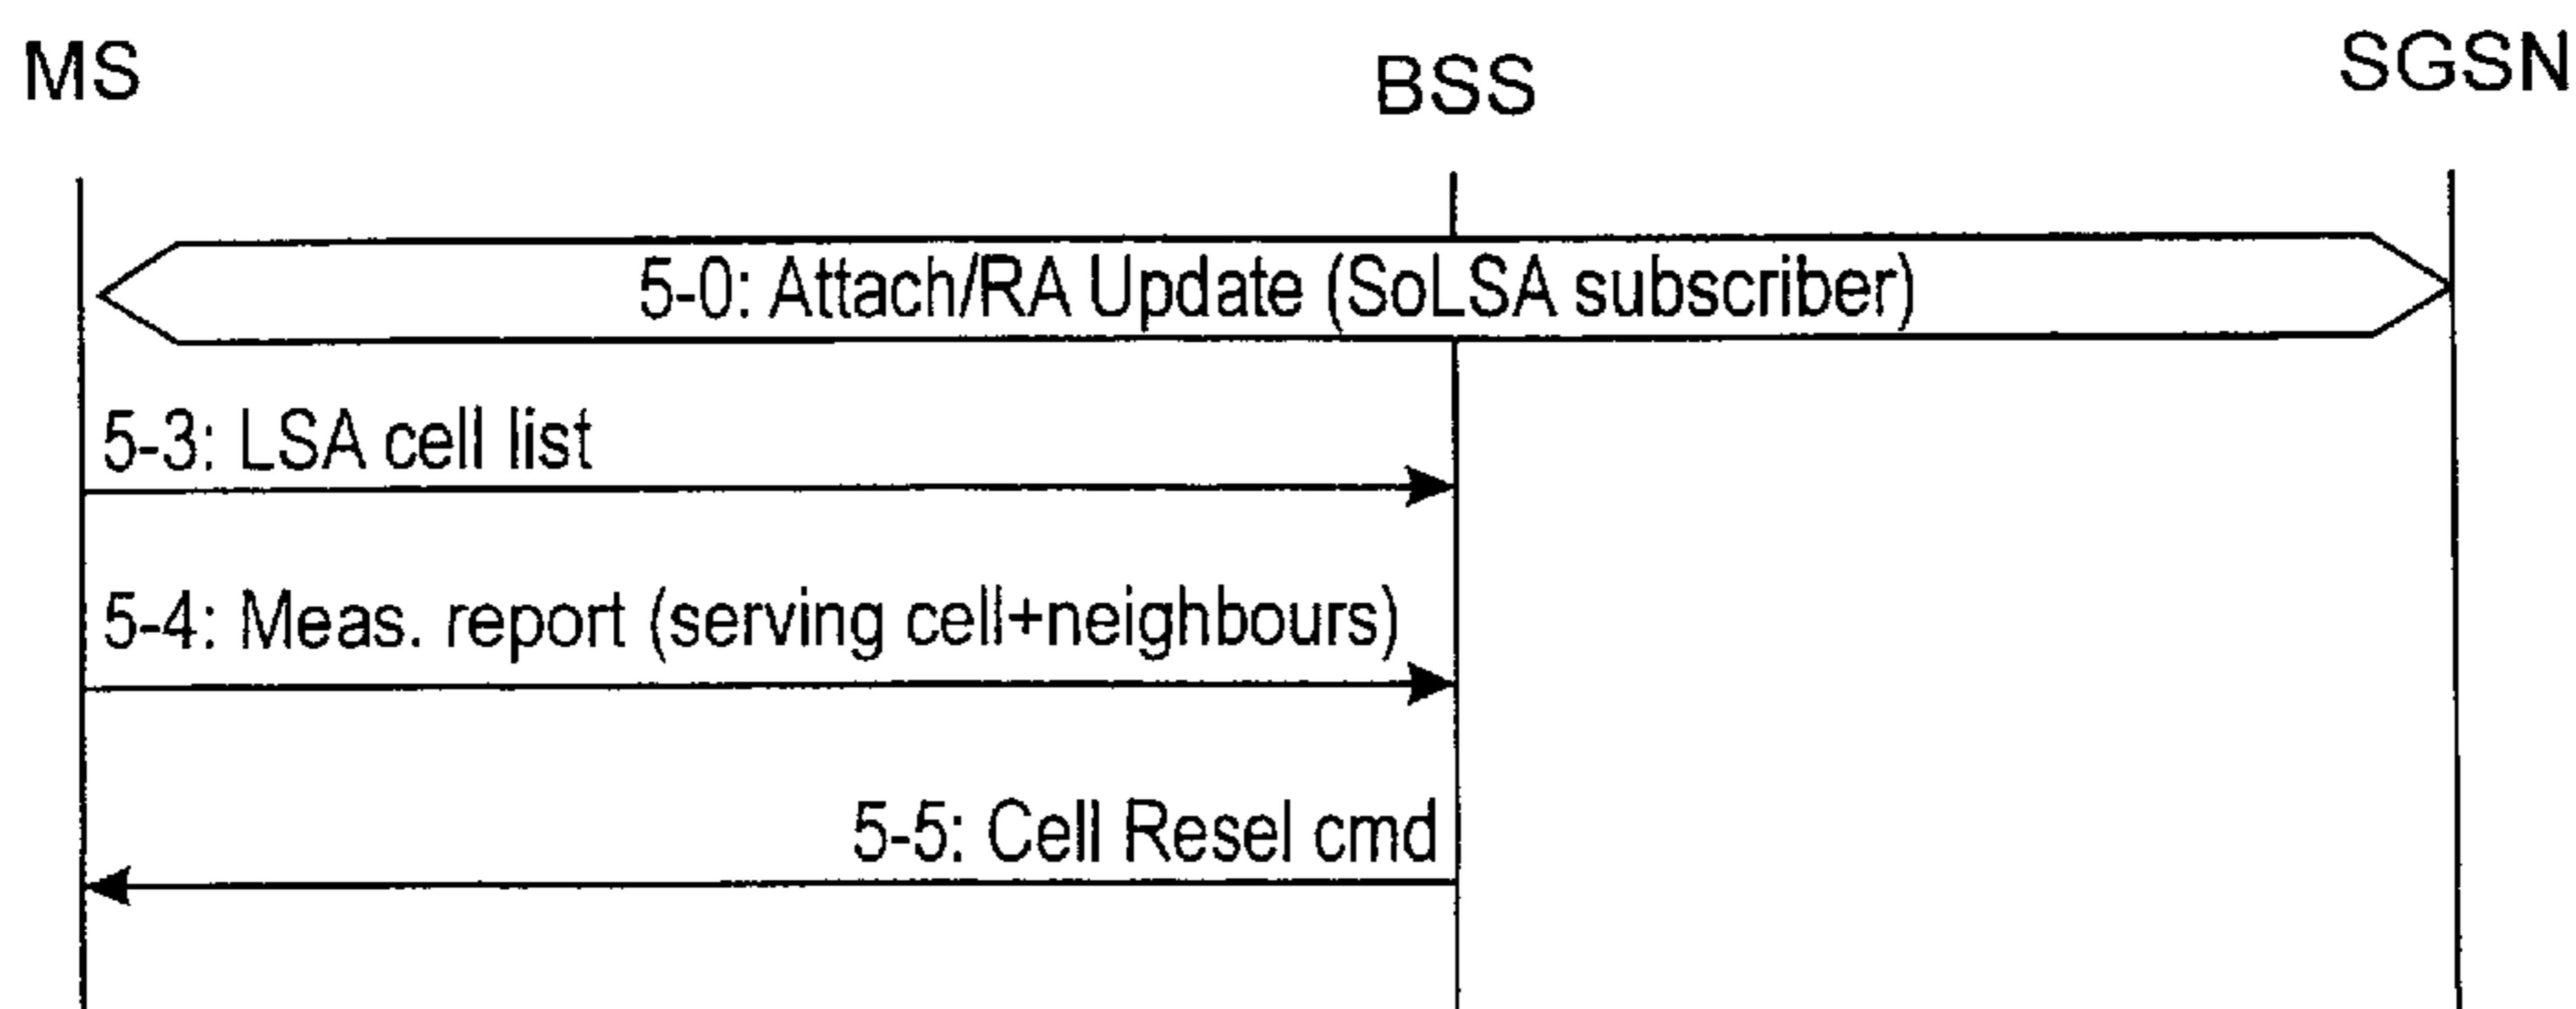 MS
BSS
SGSN
5-0: Attach/RA Update (SoLSA subscriber)
5-3: LSA cell list
5-4: Meas. report (serving cell+neighbours)
5-5: Cell Resel cmd